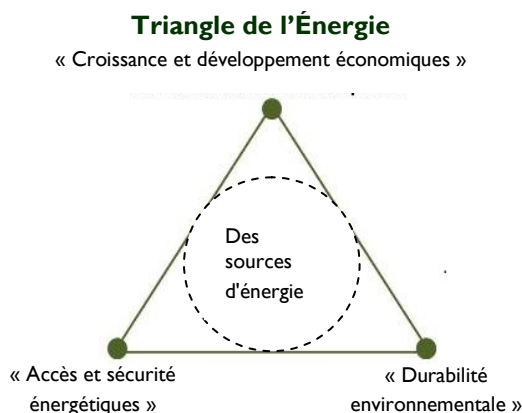 Triangle de l’Énergie
« Croissance et développement économiques »
Des
sources
d'énergie
« Accès et sécurité
énergétiques »
« Durabilité
environnementale »